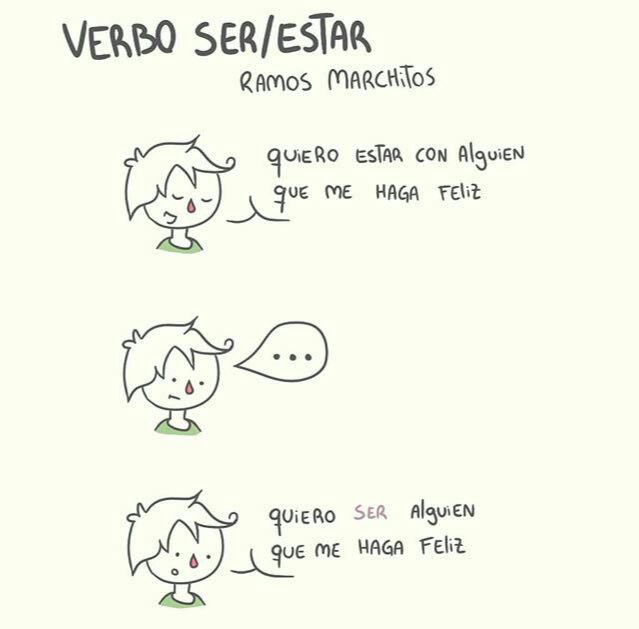 VERBO SER/ESTAR
RAMOS MARCHITOS
QUIERO ESTAR CON AlguiEN
QUE ME HAGA FELIZ
...
QUIERO SER AlguiEN
QUE ME HAGA FELIZ